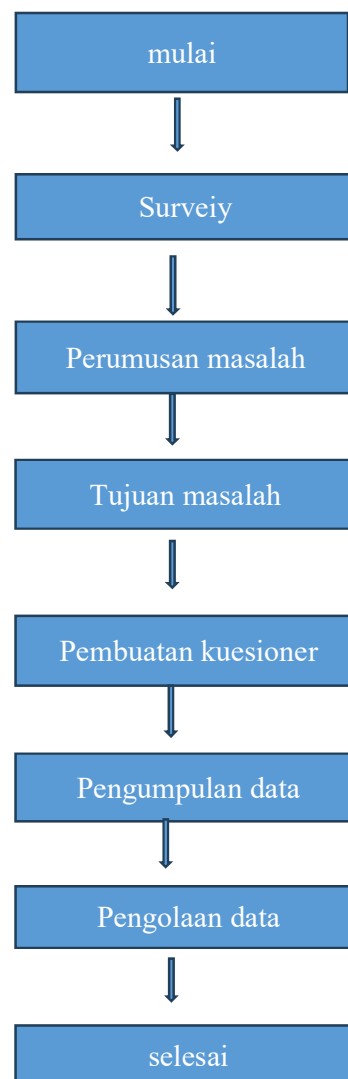 mulai
Surveiy
Perumusan masalah
Tujuan masalah
Pembuatan kuesioner
Pengumpulan data
Pengolaan data
selesai